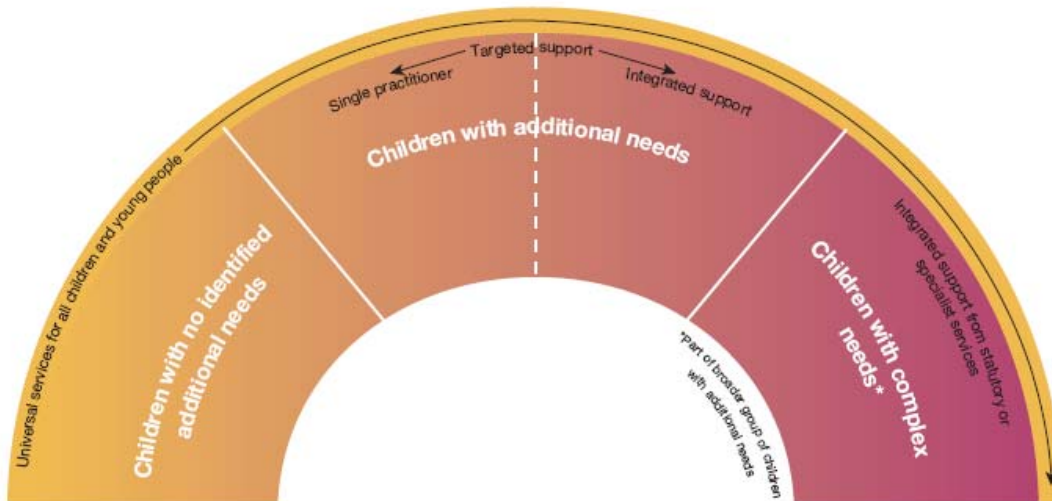 Universal services for all children and young people
Children with no identified
additional needs
Targeted support
Single practitioner
Integrated support
Children with additional needs
Integrated support from statutory or
specialist services
Children with complex
needs*
*Part of broader group of children
with additional needs